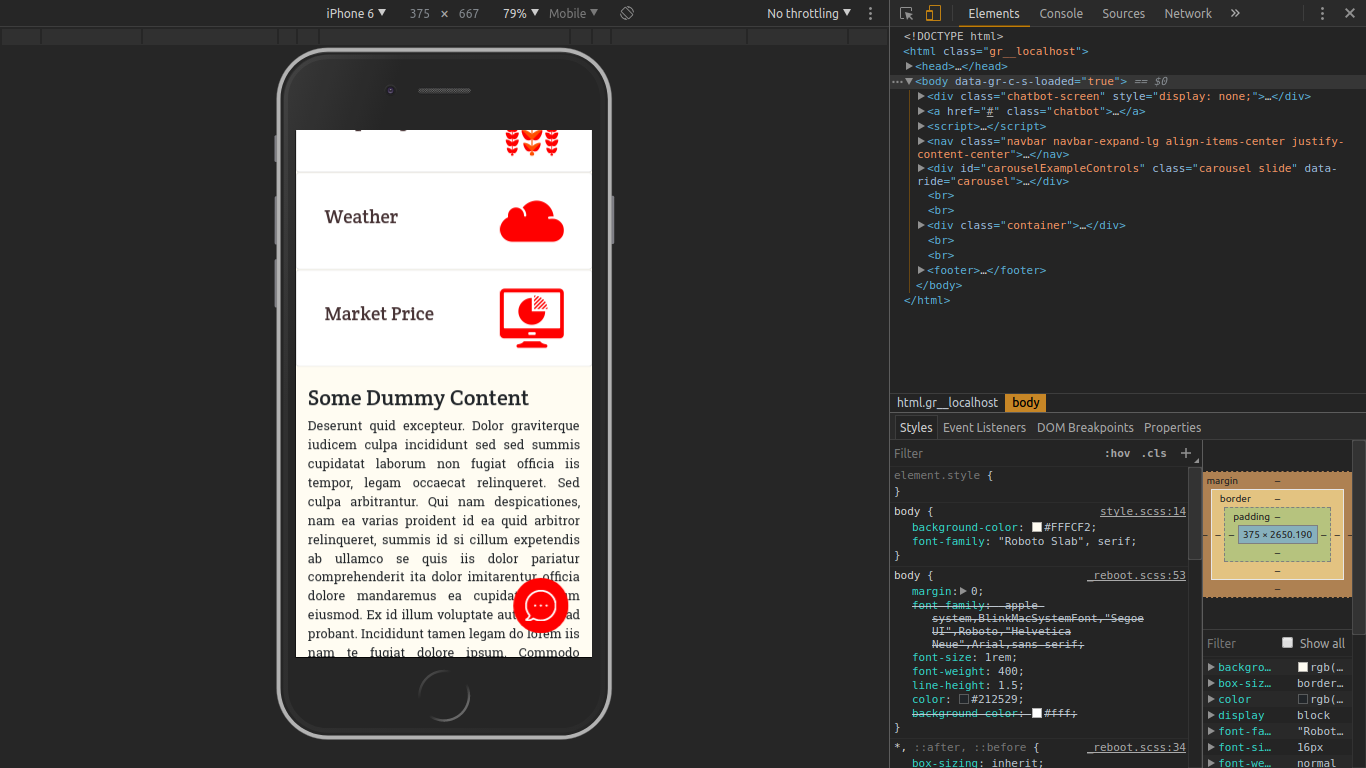 iPhone 6 375 × 667 79% Mobile No throttling
Elements Console Sources Network »
<!DOCTYPE html>
<html class="gr__localhost">
<head>…</head>
<body data-gr-c-s-loaded="true"> == $0
<div class="chatbot-screen" style="display: none;">…</div>
<a href="#" class="chatbot">…</a>
<script>…</script>
<nav class="navbar navbar-expand-lg align-items-center justify-
content-center">…</nav>
<div id="carouselExampleControls" class="carousel slide" data-
ride="carousel">…</div>
<br>
<br>
<div class="container">…</div>
<br>
<br>
<footer>…</footer>
</body>
</html>
Weather
Market Price
Some Dummy Content
Deserunt quid excepteur. Dolor graviterque
iudicem culpa incididunt sed sed summis
cupidatat laborum non fugiat officia iis
tempor, legam occaecat relinqueret. Sed
culpa arbitrantur. Qui nam despicationes,
nam ea varias proident id ea quid arbitror
relinqueret, summis id si cillum expetendis
ab ullamco se quis iis dolor pariatur
comprehenderit ita dolor imitarentur officia
dolore mandaremus ea
eiusmod. Ex id illum voluptate ad
probant. Incididunt tamen legam do lorem iis
nam te fugiat dolore ipsum. Commodo
html.gr__localhost body
Styles Event Listeners DOM Breakpoints Properties
Filter :hov .cls +
element.style {
}
body { style.scss:14
background-color: #FFFCF2;
font-family: "Roboto Slab", serif;
}
body { _reboot.scss:53
margin: 0;
font-family: -apple-
system,BlinkMacSystemFont,"Segoe
UI",Roboto,"Helvetica
Neue",Arial,sans-serif;
font-size: 1rem;
font-weight: 400;
line-height: 1.5;
color: #212529;
background-color: #fff;
}
*, ::after, ::before { _reboot.scss:34
box-sizing: inherit;
margin –
border –
padding –
– – – 375 × 2650.190 – – –
–
–
–
Filter Show all
backgro… rgb(…
box-siz… border…
color rgb(…
display block
font-fa… "Robot…
font-si… 16px
font-we… normal